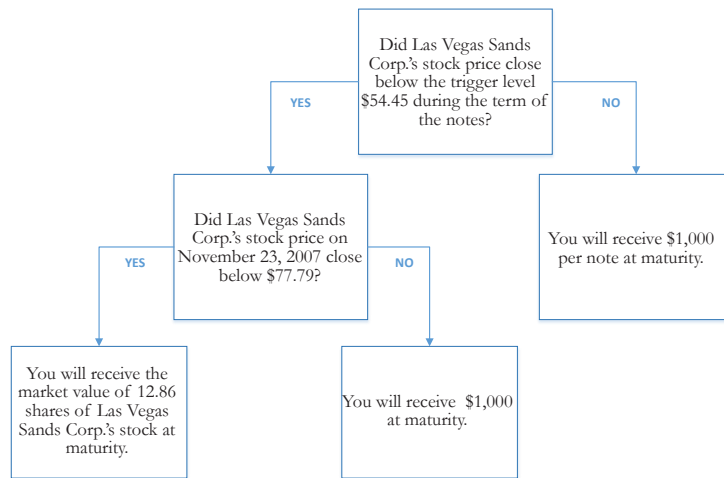 Did Las Vegas Sands
Corp.'s stock price close
below the trigger level
$54.45 during the term of
the notes?
YES
NO
Did Las Vegas Sands
Corp.'s stock price on
November 23, 2007 close
below $77.79?
You will receive $1,000
per note at maturity.
YES
NO
You will receive the
market value of 12.86
shares of Las Vegas
Sands Corp.'s stock at
maturity.
You will receive $1,000
at maturity.